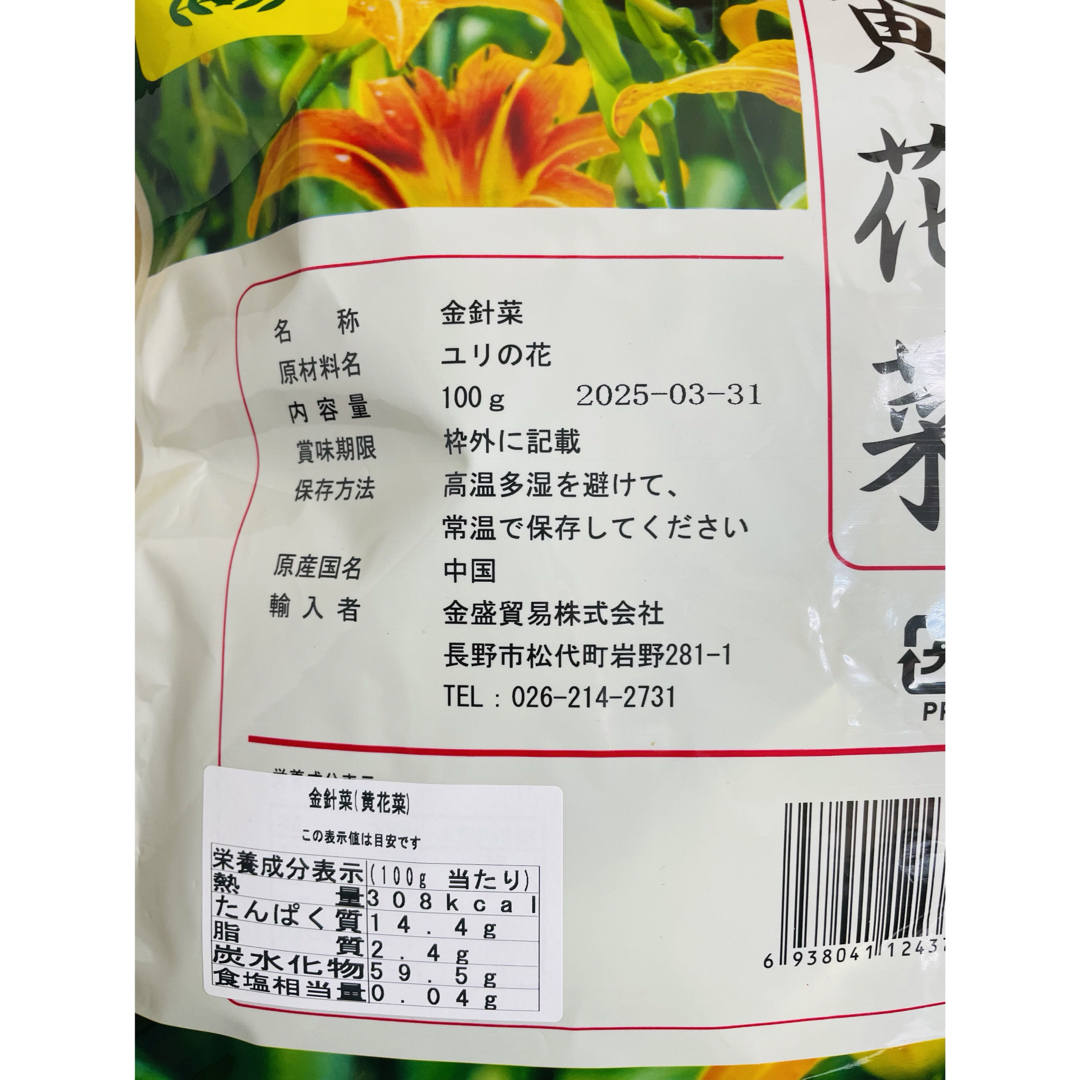 黄花菜
名称 金針菜
原材料名 ユリの花
内容量 100g 2025-03-31
賞味期限 枠外に記載
保存方法 高温多湿を避けて、
常温で保存してください
原産国名 中国
輸入者 金盛貿易株式会社
長野市松代町岩野281-1
TEL：026-214-2731
金針菜(黄花菜)
この表示値は目安です
栄養成分表示 (100g 当たり)
熱量 308kcal
たんぱく質 14.4g
脂質 2.4g
炭水化物 59.5g
食塩相当量 0.04g
6 938041 12437